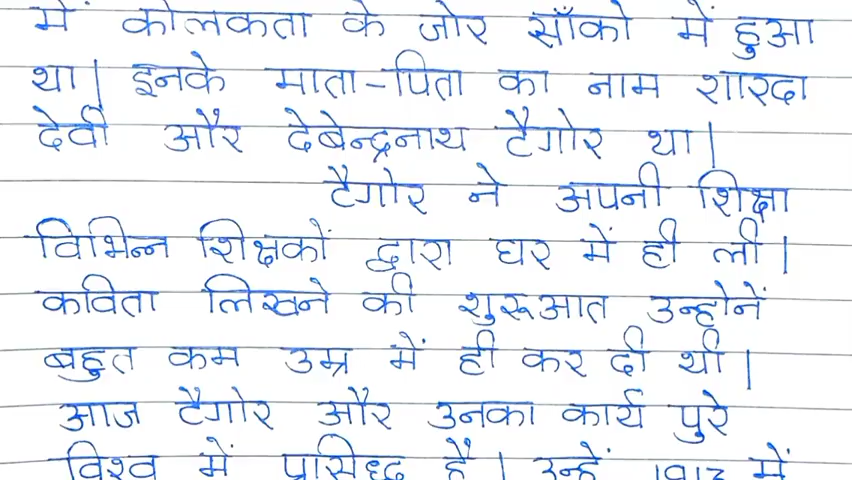 में कोलकता के जोर साँको में हुआ
था। इनके माता-पिता का नाम शारदा
देवी और देबेन्द्रनाथ टैगोर था।
टैगोर ने अपनी शिक्षा
विभिन्न शिक्षकों द्वारा घर में ही ली।
कविता लिखने की शुरूआत उन्होनें
बहुत कम उम्र में ही कर दी थी।
आज टैगोर और उनका कार्य पुरे
विश्व में प्रसिध्द है। उन्हें 1913 में